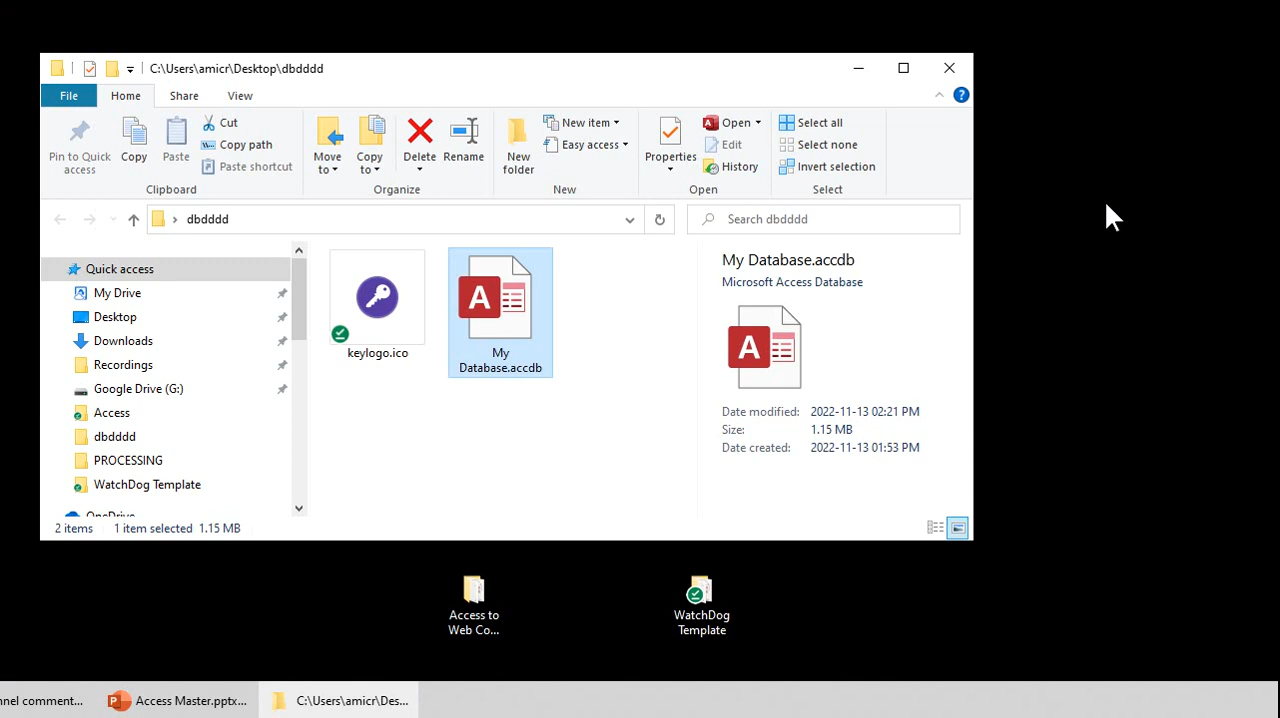 C:\Users\amicr\Desktop\dbdddd
File Home Share View
Pin to Quick access
Copy
Paste
Cut
Copy path
Paste shortcut
Clipboard
Move to
Copy to
Delete
Rename
Organize
New folder
New item
Easy access
New
Properties
Open
Edit
History
Open
Select all
Select none
Invert selection
Select
dbdddd
Search dbdddd
Quick access
My Drive
Desktop
Downloads
Recordings
Google Drive (G:)
Access
dbdddd
PROCESSING
WatchDog Template
OneDrive
keylogo.ico
A
My
Database.accdb
My Database.accdb
Microsoft Access Database
A
Date modified: 2022-11-13 02:21 PM
Size: 1.15 MB
Date created: 2022-11-13 01:53 PM
2 items 1 item selected 1.15 MB
Access to
Web Co...
WatchDog
Template
nnel comment...
P
Access Master.pptx...
C:\Users\amicr\Des...